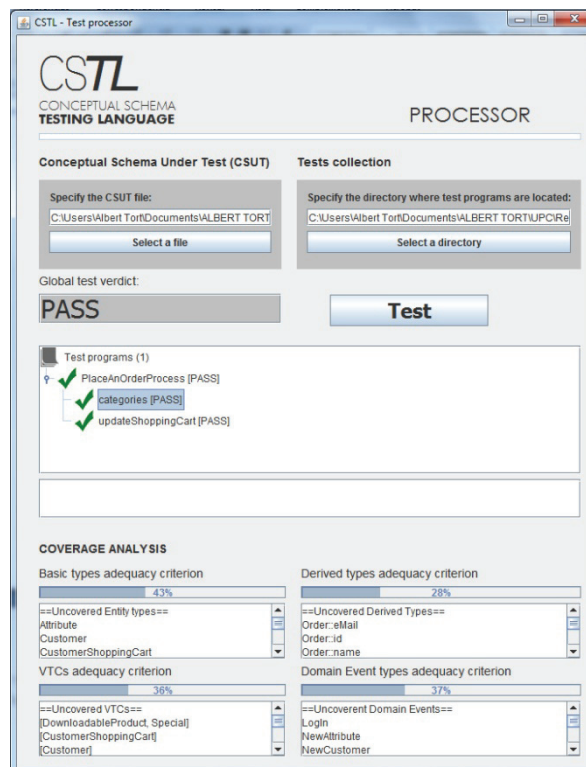 CSTL - Test processor
CSTL
CONCEPTUAL SCHEMA
TESTING LANGUAGE
PROCESSOR
Conceptual Schema Under Test (CSUT)
Tests collection
Specify the CSUT file:
C:\Users\Albert Tort\Documents\ALBERT TORT
Select a file
Specify the directory where test programs are located:
C:\Users\Albert Tort\Documents\ALBERT TORT\UPC\Re
Select a directory
Global test verdict:
PASS
Test
Test programs (1)
PlaceAnOrderProcess [PASS]
categories [PASS]
updateShoppingCart [PASS]
COVERAGE ANALYSIS
Basic types adequacy criterion
43%
==Uncovered Entity types==
Attribute
Customer
CustomerShoppingCart
Derived types adequacy criterion
28%
==Uncovered Derived Types==
Order::eMail
Order::id
Order::name
VTCs adequacy criterion
36%
==Uncovered VTCs==
[DownloadableProduct, Special]
[CustomerShoppingCart]
[Customer]
Domain Event types adequacy criterion
37%
==Uncoverent Domain Events==
LogIn
NewAttribute
NewCustomer